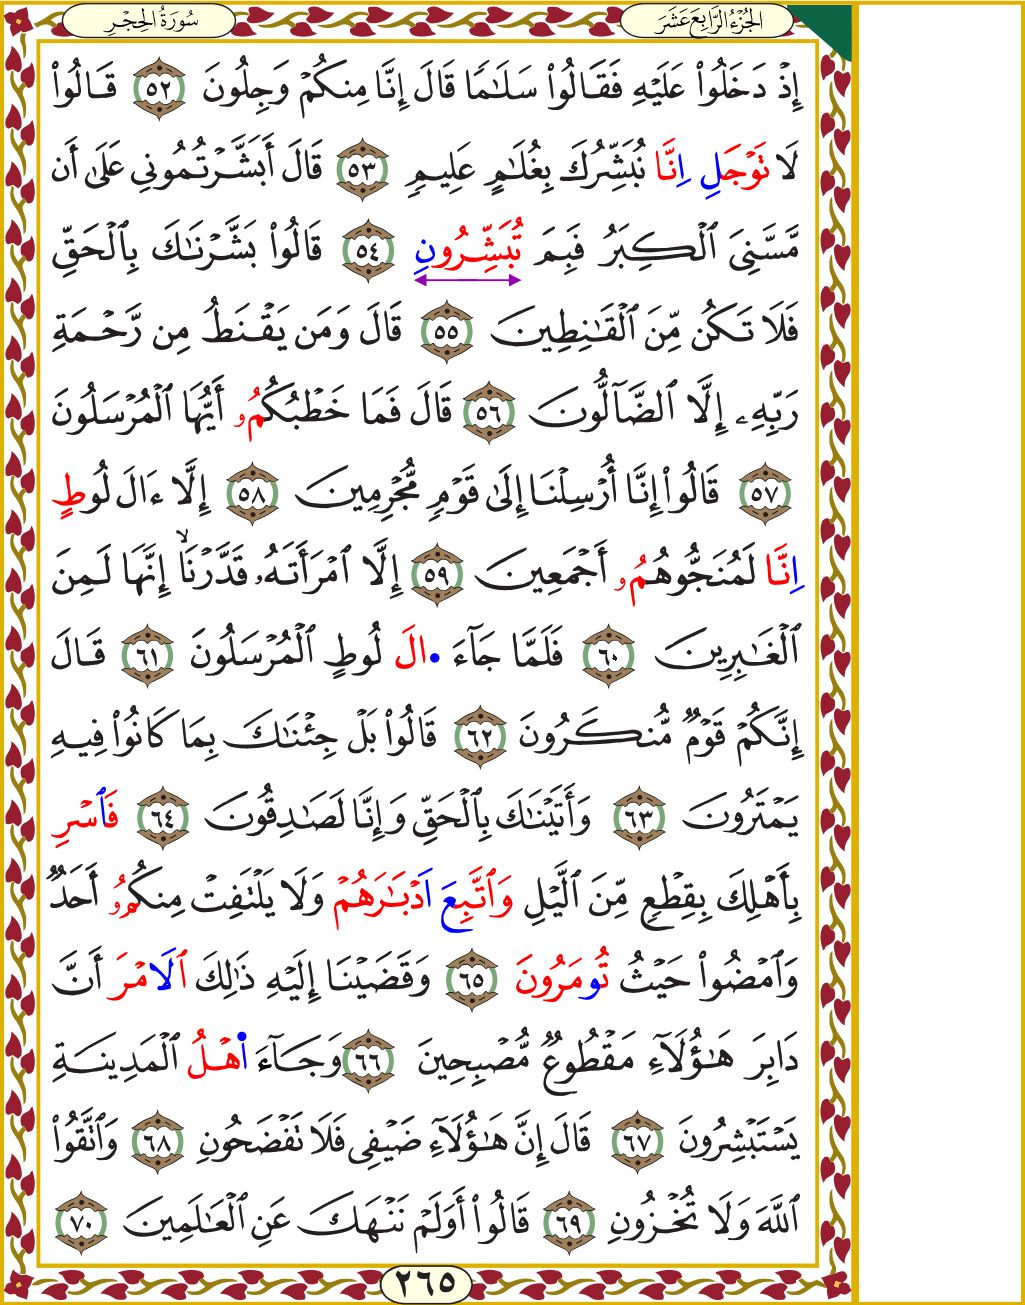 الجُزْءُ الرَّابِعَ عَشَرَ
سُورَةُ الحِجْرِ
إِذْ دَخَلُواْ عَلَيْهِ فَقَالُواْ سَلَٰمًا قَالَ إِنَّا مِنكُمْ وَجِلُونَ ٥٢ قَالُواْ
لَا تَوْجَلِ اِنَّا نُبَشِّرُكَ بِغُلَٰمٍ عَلِيمٍ ٥٣ قَالَ أَبَشَّرْتُمُونِي عَلَىٰ أَن
مَّسَّنِيَ ٱلْكِبَرُ فَبِمَ تُبَشِّرُونِ ٥٤ قَالُواْ بَشَّرْنَٰكَ بِٱلْحَقِّ
فَلَا تَكُن مِّنَ ٱلْقَٰنِطِينَ ٥٥ قَالَ وَمَن يَقْنَطُ مِن رَّحْمَةِ
رَبِّهِۦ إِلَّا ٱلضَّآلُّونَ ٥٦ قَالَ فَمَا خَطْبُكُمُۥ أَيُّهَا ٱلْمُرْسَلُونَ
٥٧ قَالُواْ إِنَّا أُرْسِلْنَا إِلَىٰ قَوْمٍ مُّجْرِمِينَ ٥٨ إِلَّا ءَالَ لُوطٍ
اِنَّا لَمُنَجُّوهُمُۥ أَجْمَعِينَ ٥٩ إِلَّا ٱمْرَأَتَهُۥ قَدَّرْنَاۙ إِنَّهَا لَمِنَ
ٱلْغَٰبِرِينَ ٦٠ فَلَمَّا جَآءَ •الَ لُوطٍ ٱلْمُرْسَلُونَ ٦١ قَالَ
إِنَّكُمْ قَوْمٌ مُّنكَرُونَ ٦٢ قَالُواْ بَلْ جِئْنَٰكَ بِمَا كَانُواْ فِيهِ
يَمْتَرُونَ ٦٣ وَأَتَيْنَٰكَ بِٱلْحَقِّ وَإِنَّا لَصَٰدِقُونَ ٦٤ فَٱسْرِ
بِأَهْلِكَ بِقِطْعٍ مِّنَ ٱلَّيْلِ وَٱتَّبِعَ اَدْبَٰرَهُمْ وَلَا يَلْتَفِتْ مِنكُمُۥ أَحَدٌ
وَٱمْضُواْ حَيْثُ تُومَرُونَ ٦٥ وَقَضَيْنَا إِلَيْهِ ذَٰلِكَ ٱلَامْرَ أَنَّ
دَابِرَ هَٰٓؤُلَآءِ مَقْطُوعٌ مُّصْبِحِينَ ٦٦ وَجَآءَ اٞهْلُ ٱلْمَدِينَةِ
يَسْتَبْشِرُونَ ٦٧ قَالَ إِنَّ هَٰٓؤُلَآءِ ضَيْفِي فَلَا تَفْضَحُونِ ٦٨ وَٱتَّقُواْ
ٱللَّهَ وَلَا تُخْزُونِ ٦٩ قَالُواْ أَوَلَمْ نَنْهَكَ عَنِ ٱلْعَٰلَمِينَ ٧٠
٢٦٥